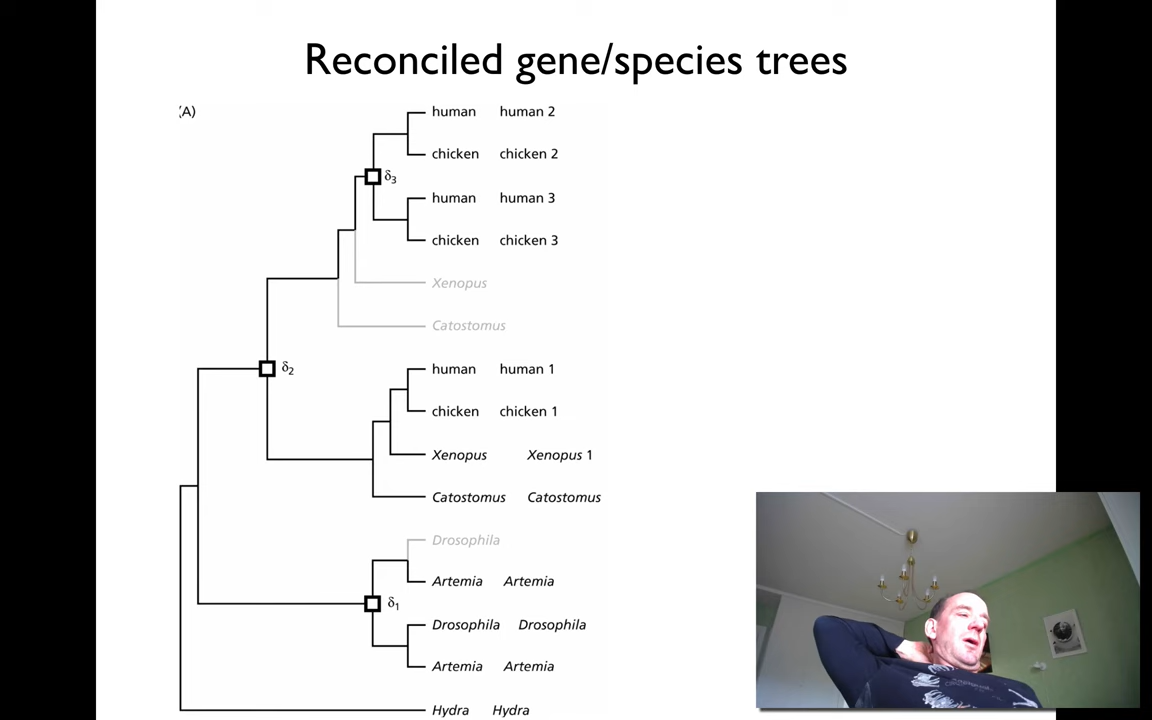 Reconciled gene/species trees
(A)
human human 2
chicken chicken 2
δ3
human human 3
chicken chicken 3
Xenopus
Catostomus
human human 1
δ2
chicken chicken 1
Xenopus Xenopus 1
Catostomus Catostomus
Drosophila
Artemia Artemia
δ1
Drosophila Drosophila
Artemia Artemia
Hydra Hydra